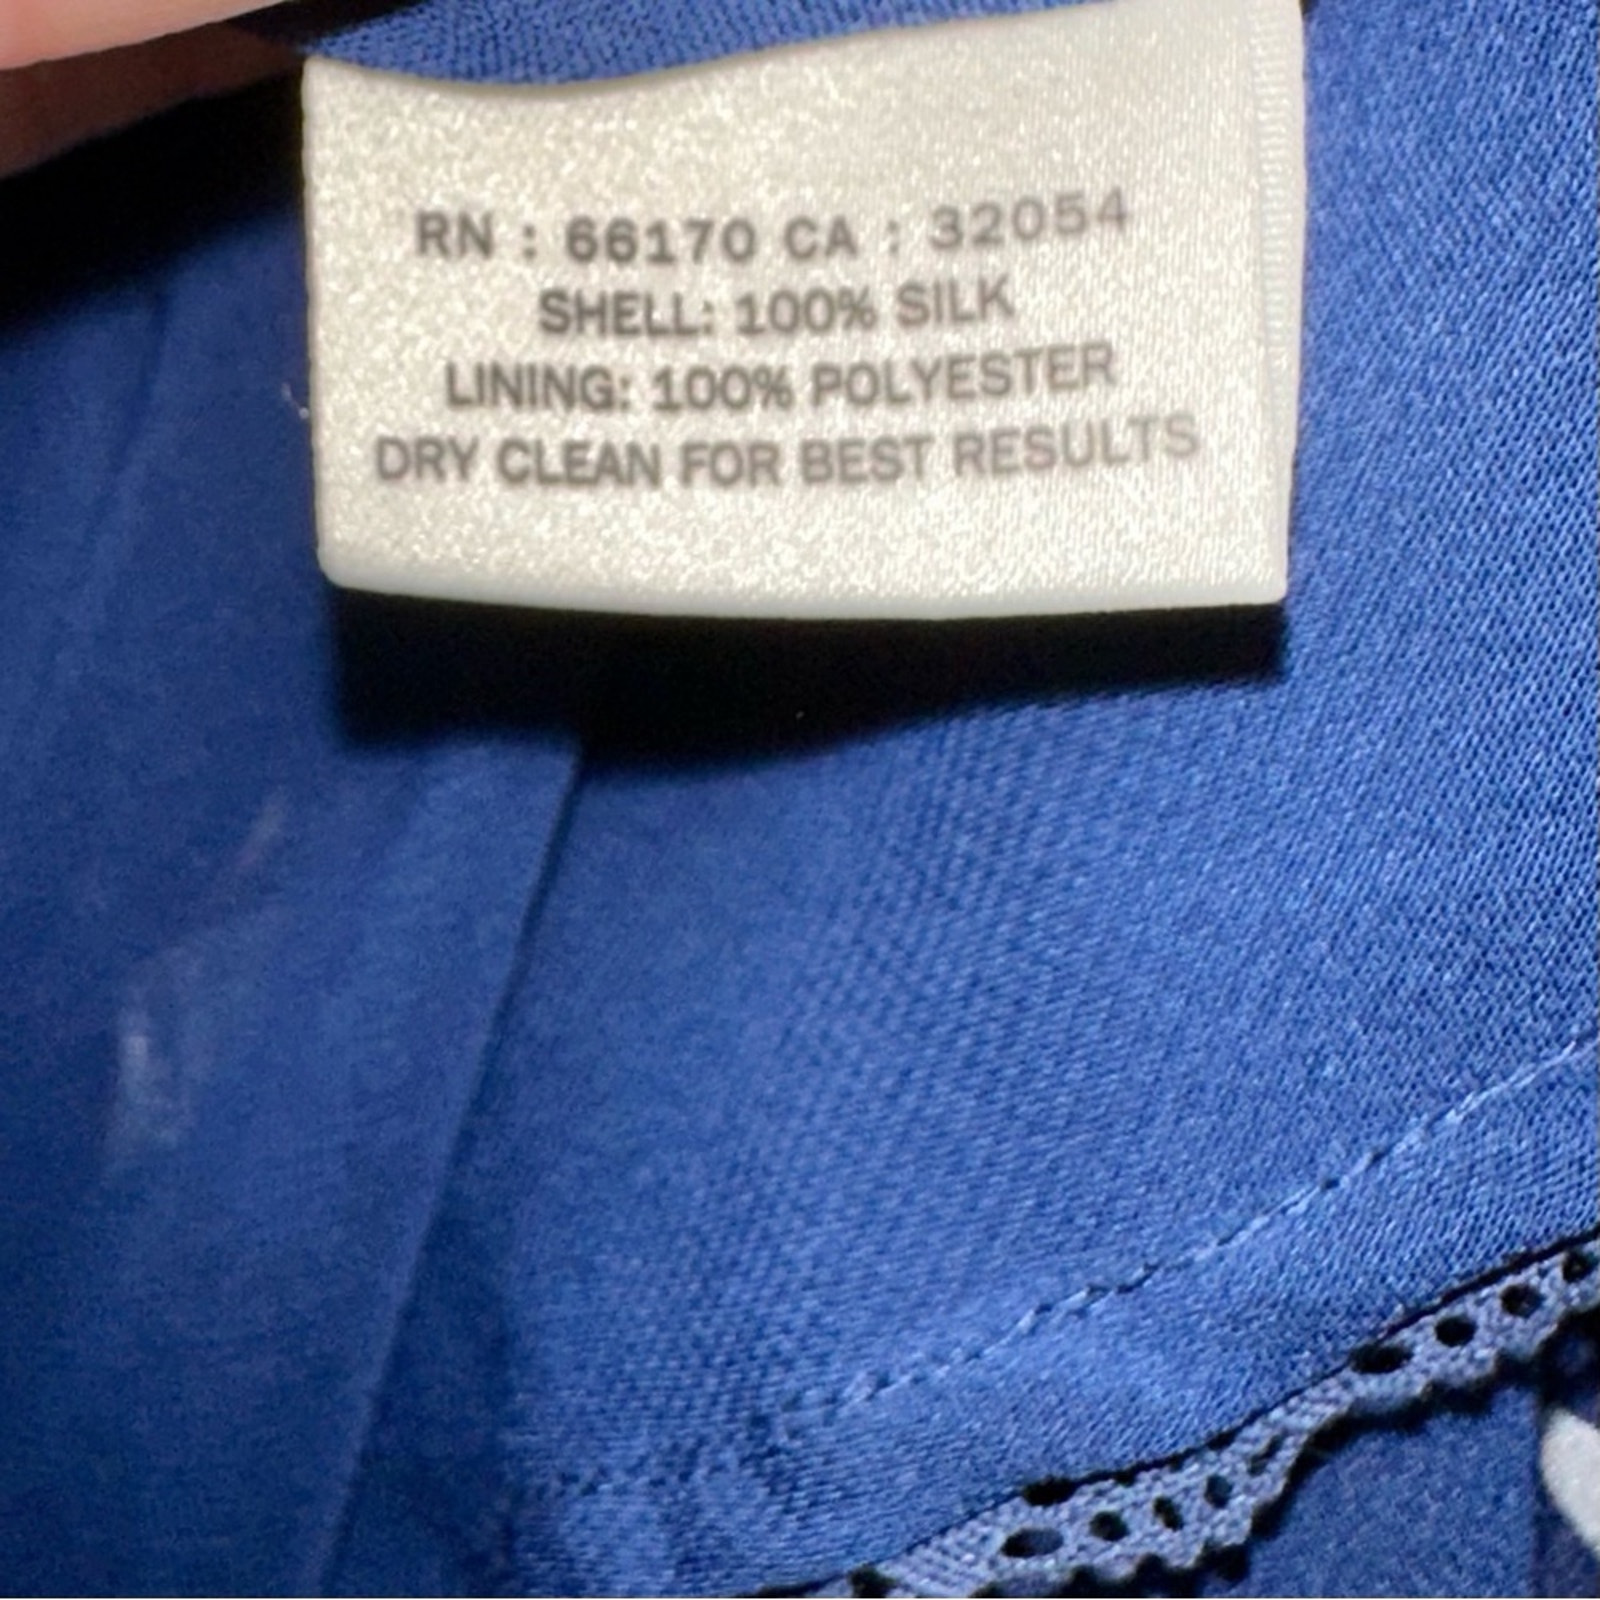 RN : 66170 CA : 32054
SHELL: 100% SILK
LINING: 100% POLYESTER
DRY CLEAN FOR BEST RESULTS